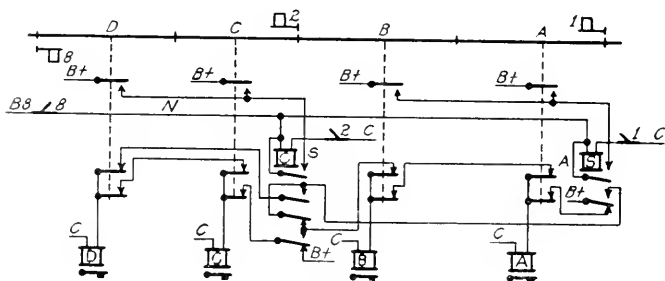 D C 2 B 1 A
8 B+ B+ B+ B+
B8 8 N 2 C 1 C
C S S
A
B+
C C B+ C C
D C B A